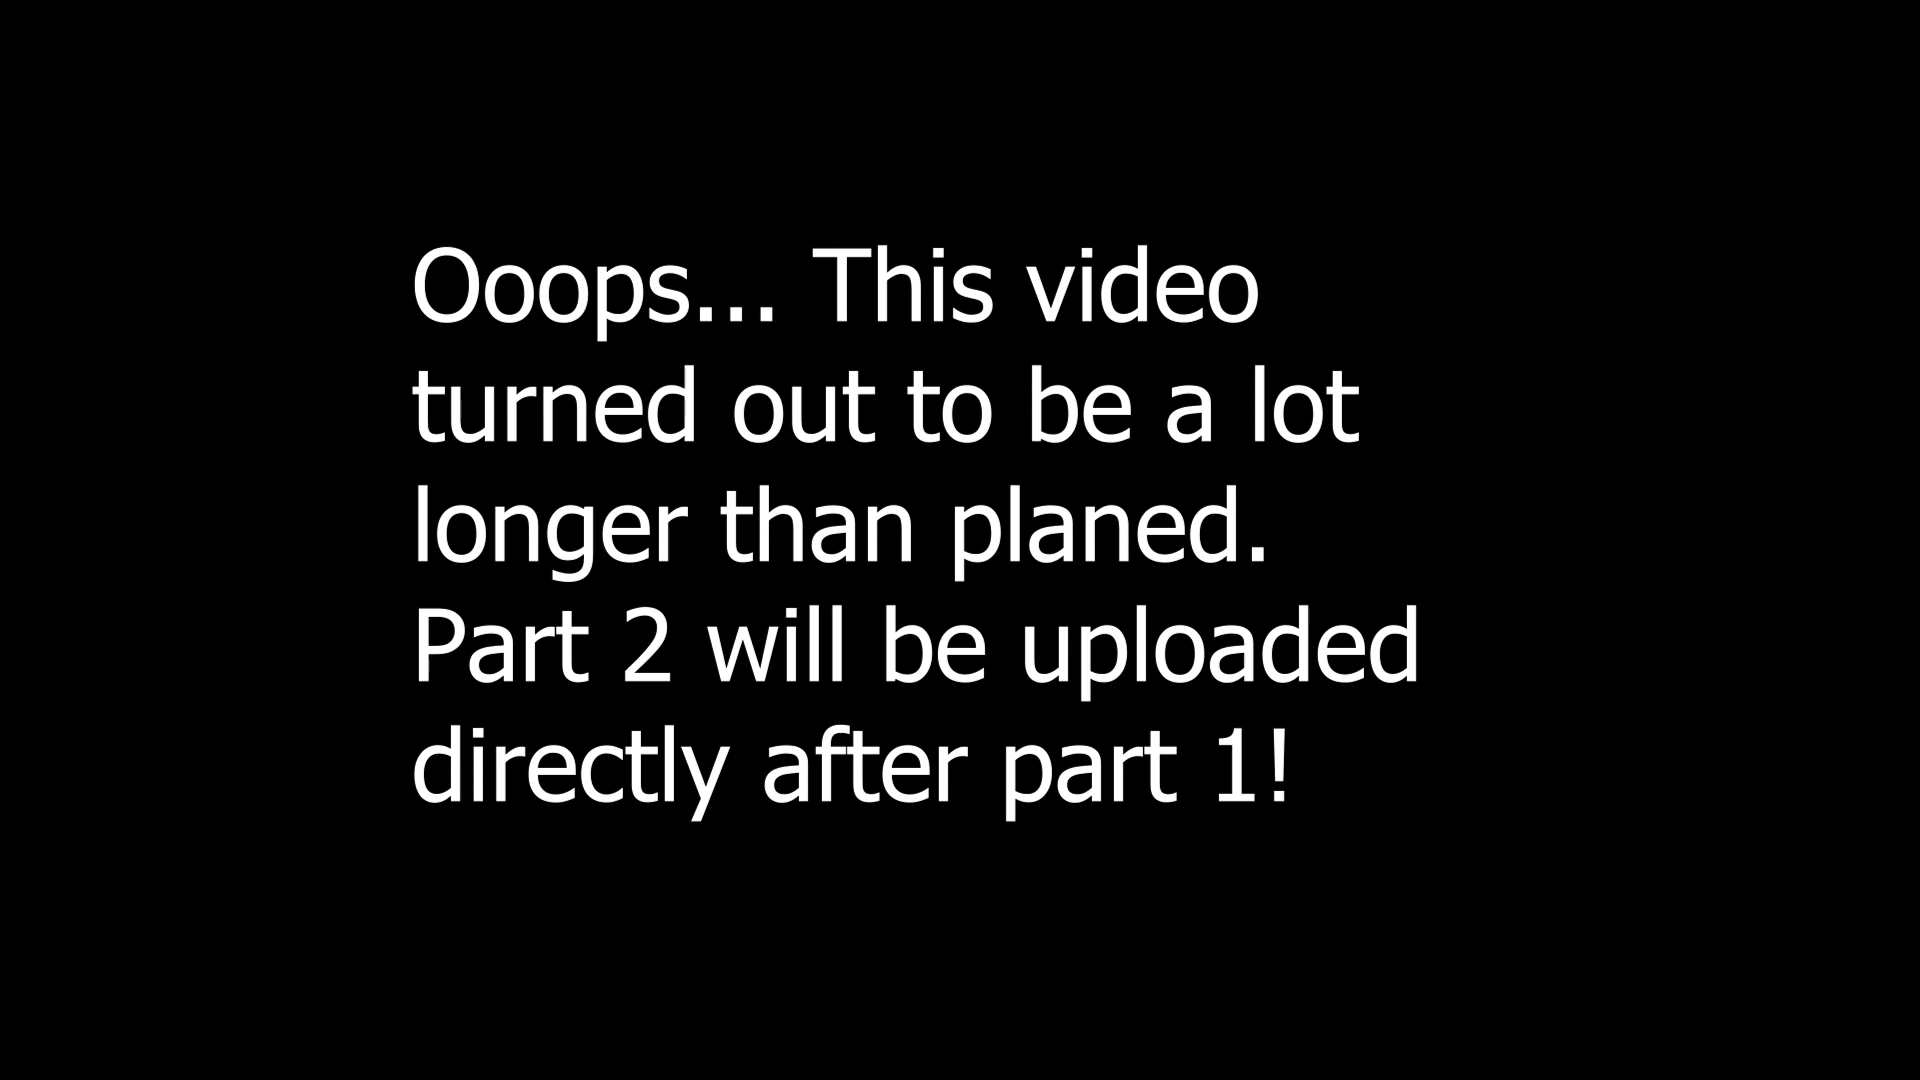 Ooops... This video
turned out to be a lot
longer than planed.
Part 2 will be uploaded
directly after part 1!